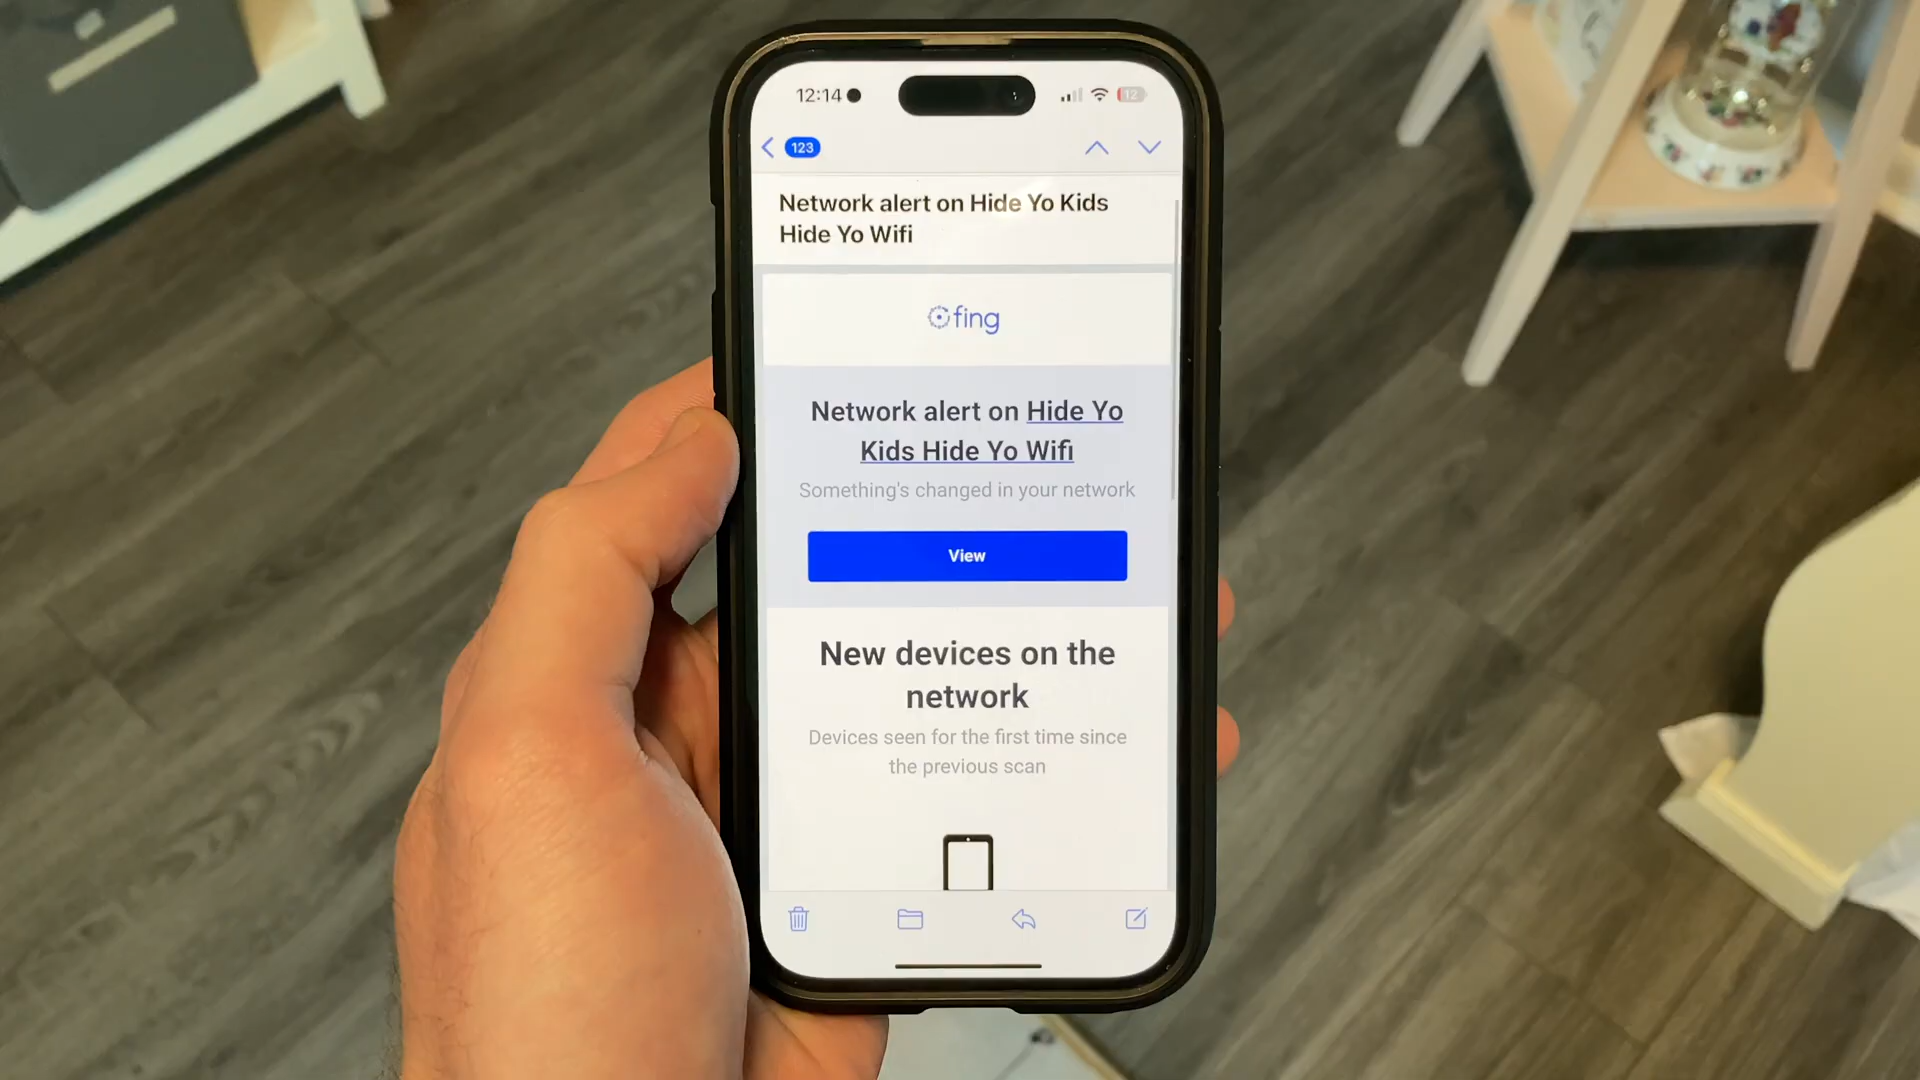 12:14
12
123
Network alert on Hide Yo Kids
Hide Yo Wifi
fing
Network alert on Hide Yo
Kids Hide Yo Wifi
Something's changed in your network
View
New devices on the
network
Devices seen for the first time since
the previous scan